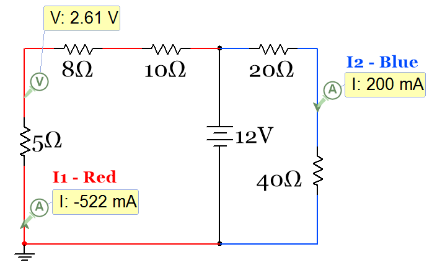 V: 2.61 V
8Ω
10Ω
20Ω
I2 - Blue
V
A
I: 200 mA
5Ω
12V
40Ω
I1 - Red
A
I: -522 mA